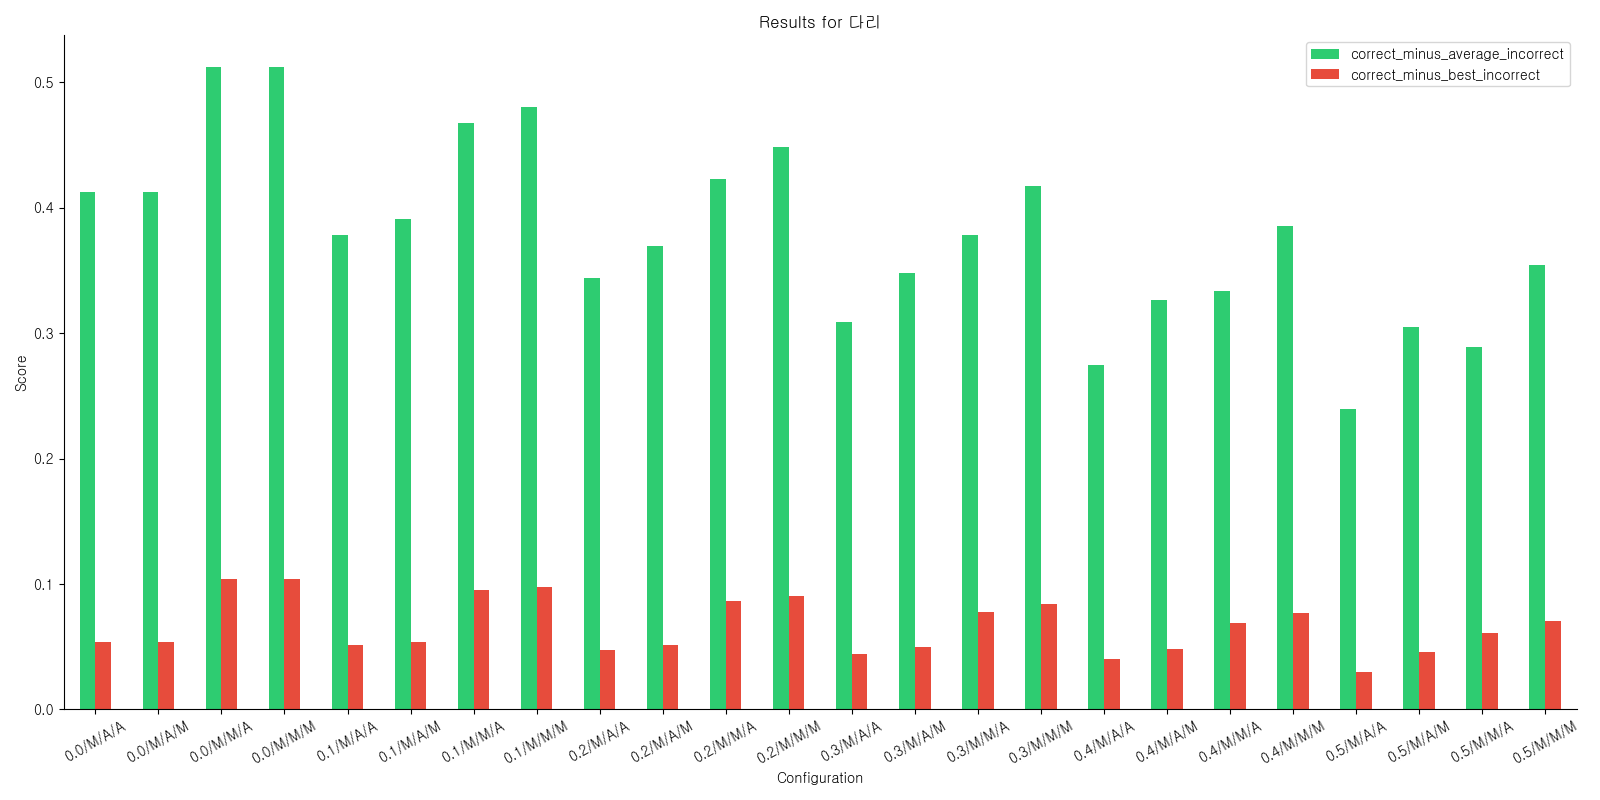 Results for 다리
correct_minus_average_incorrect
correct_minus_best_incorrect
Score
0.5
0.4
0.3
0.2
0.1
0.0
0.0/M/A/A
0.0/M/A/M
0.0/M/M/A
0.0/M/M/M
0.1/M/A/A
0.1/M/A/M
0.1/M/M/A
0.1/M/M/M
0.2/M/A/A
0.2/M/A/M
0.2/M/M/A
0.2/M/M/M
0.3/M/A/A
0.3/M/A/M
0.3/M/M/A
0.3/M/M/M
0.4/M/A/A
0.4/M/A/M
0.4/M/M/A
0.4/M/M/M
0.5/M/A/A
0.5/M/A/M
0.5/M/M/A
0.5/M/M/M
Configuration